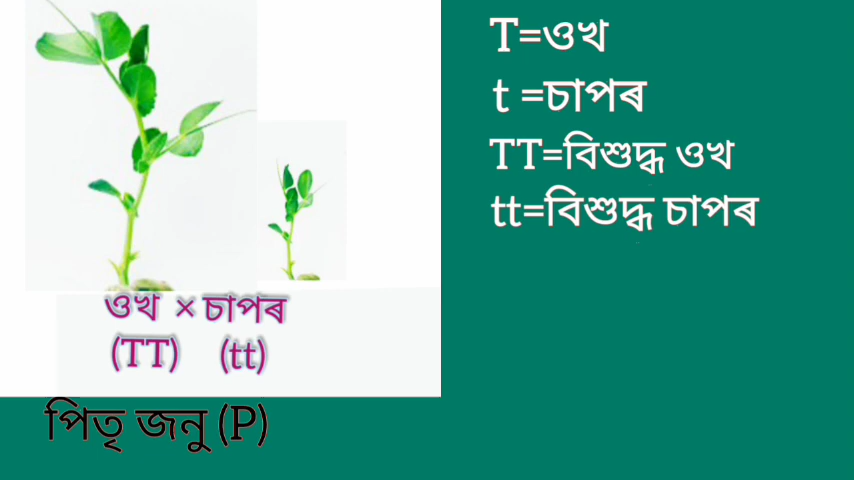 T=ওখ
t =চাপৰ
TT=বিশুদ্ধ ওখ
tt=বিশুদ্ধ চাপৰ
ওখ × চাপৰ
(TT) (tt)
পিতৃ জনু (P)